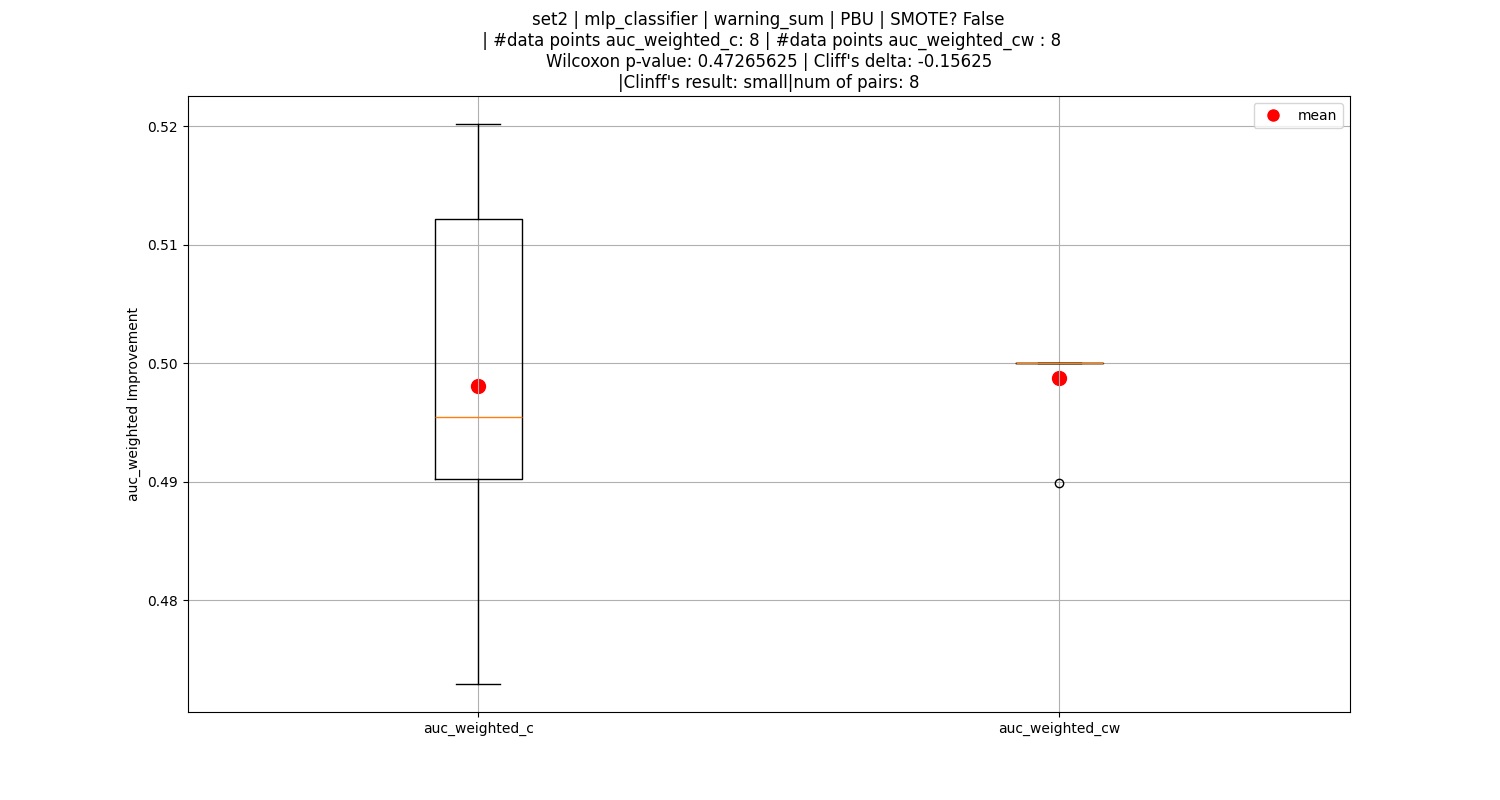 set2 | mlp_classifier | warning_sum | PBU | SMOTE? False
| #data points auc_weighted_c: 8 | #data points auc_weighted_cw : 8
Wilcoxon p-value: 0.47265625 | Cliff's delta: -0.15625
|Clinff's result: small|num of pairs: 8
mean
0.52
0.51
0.50
0.49
0.48
auc_weighted Improvement
auc_weighted_c
auc_weighted_cw